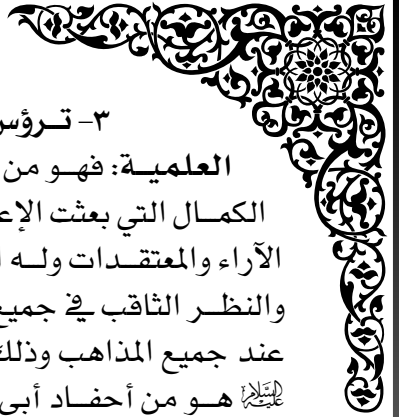 ٣- تـرؤس
العلميـة: فهـو من
الكمـال التي بعثت الإعـ
الآراء والمعتقـدات ولـه ا
والنظـر الثاقب في جميع
عند جميع المذاهب وذلك
عليه السلام هـو من أحفـاد أبي